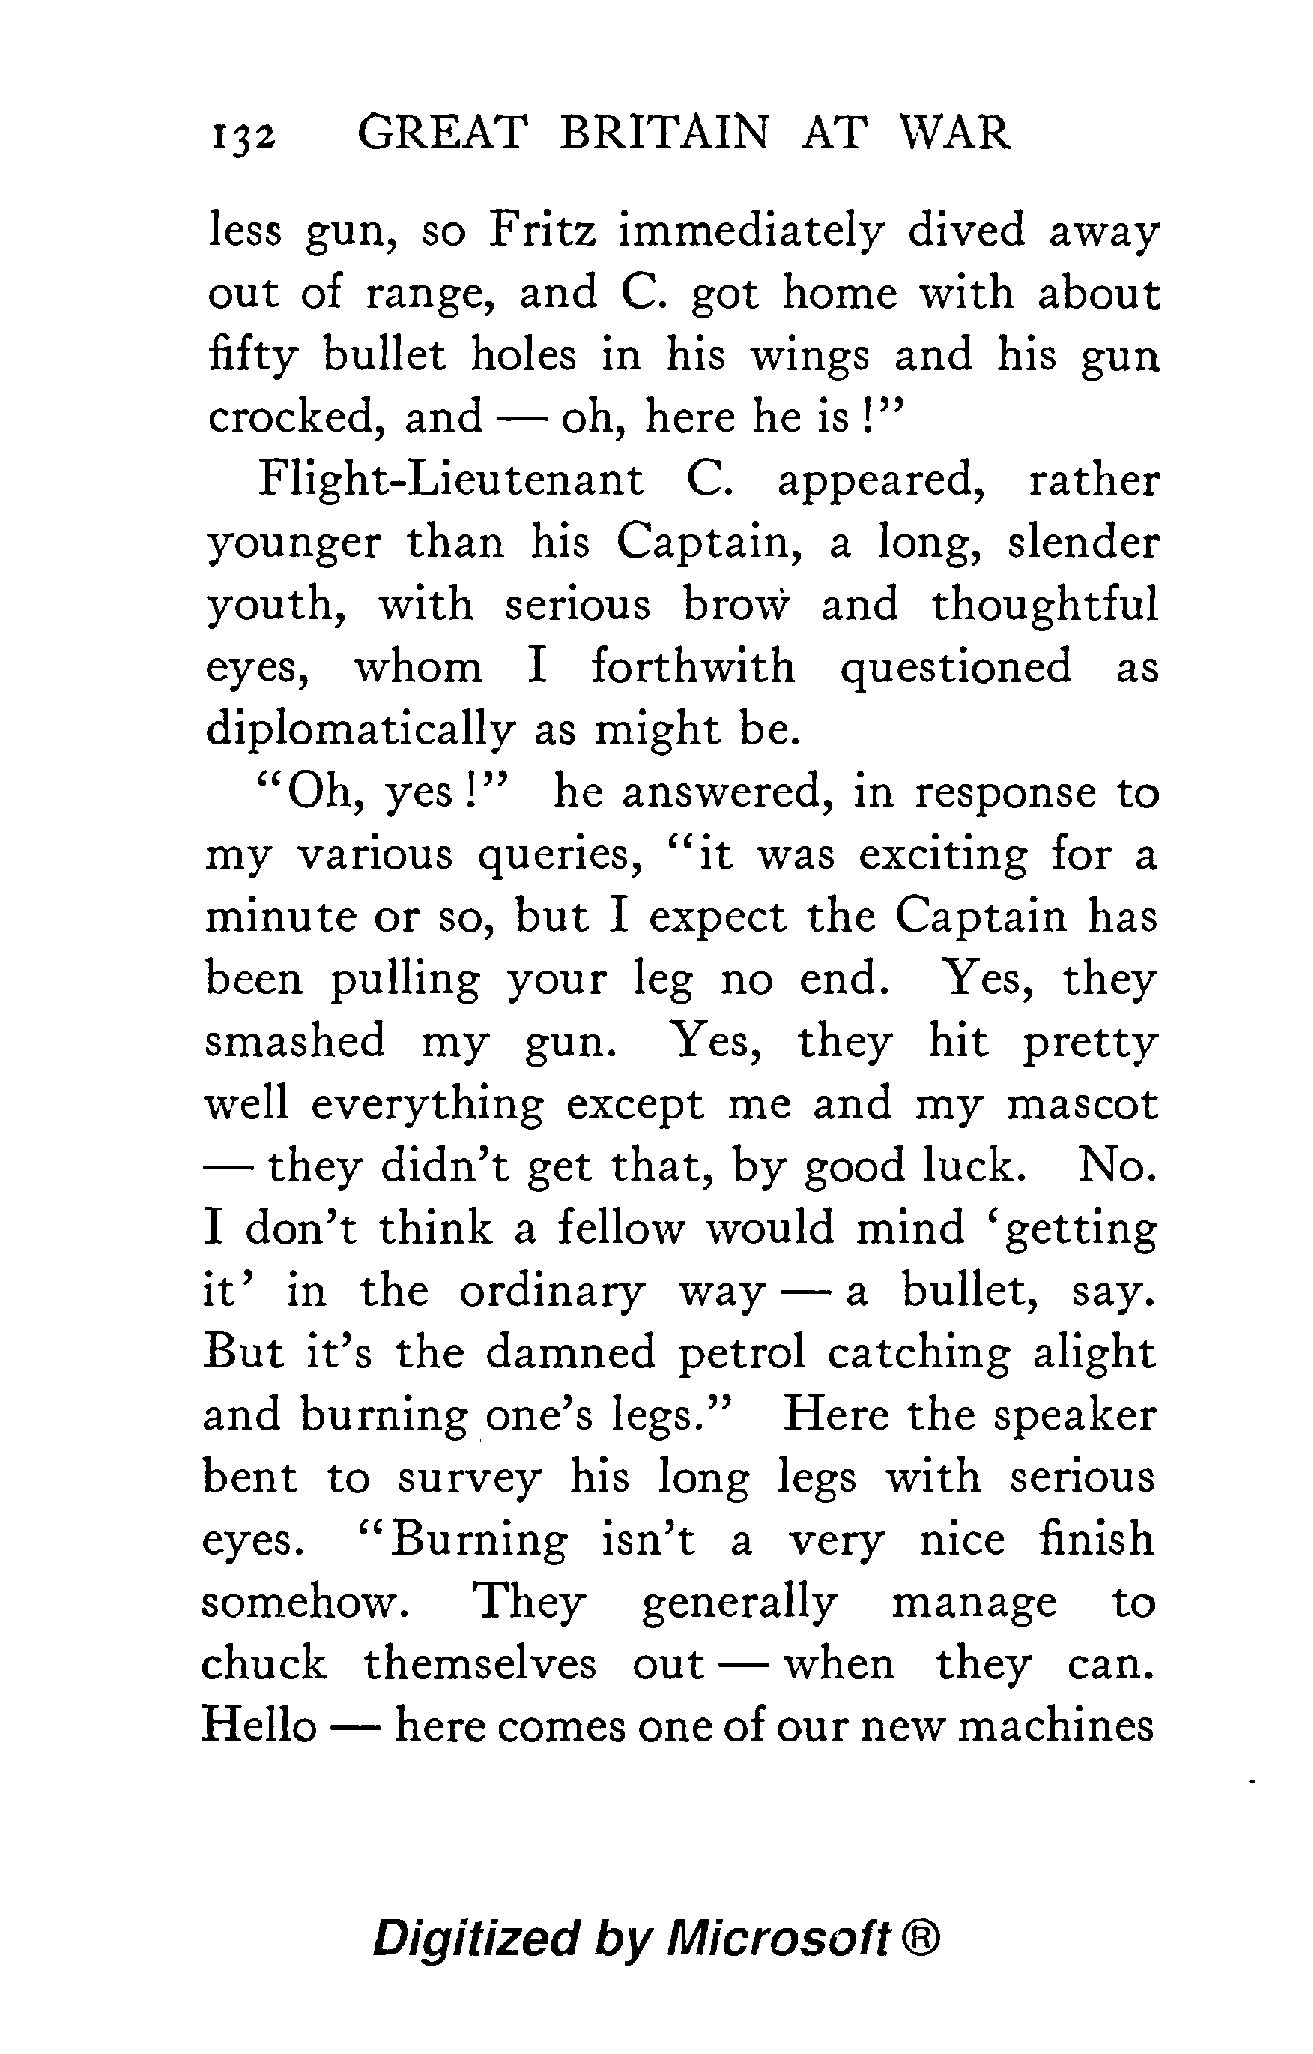 132 GREAT BRITAIN AT WAR
less gun, so Fritz immediately dived away
out of range, and C. got home with about
fifty bullet holes in his wings and his gun
crocked, and — oh, here he is!”
Flight-Lieutenant C. appeared, rather
younger than his Captain, a long, slender
youth, with serious brow and thoughtful
eyes, whom I forthwith questioned as
diplomatically as might be.
“Oh, yes!” he answered, in response to
my various queries, “it was exciting for a
minute or so, but I expect the Captain has
been pulling your leg no end. Yes, they
smashed my gun. Yes, they hit pretty
well everything except me and my mascot
— they didn’t get that, by good luck. No.
I don’t think a fellow would mind ‘getting
it’ in the ordinary way — a bullet, say.
But it’s the damned petrol catching alight
and burning one’s legs.” Here the speaker
bent to survey his long legs with serious
eyes. “Burning isn’t a very nice finish
somehow. They generally manage to
chuck themselves out — when they can.
Hello — here comes one of our new machines
Digitized by Microsoft ®